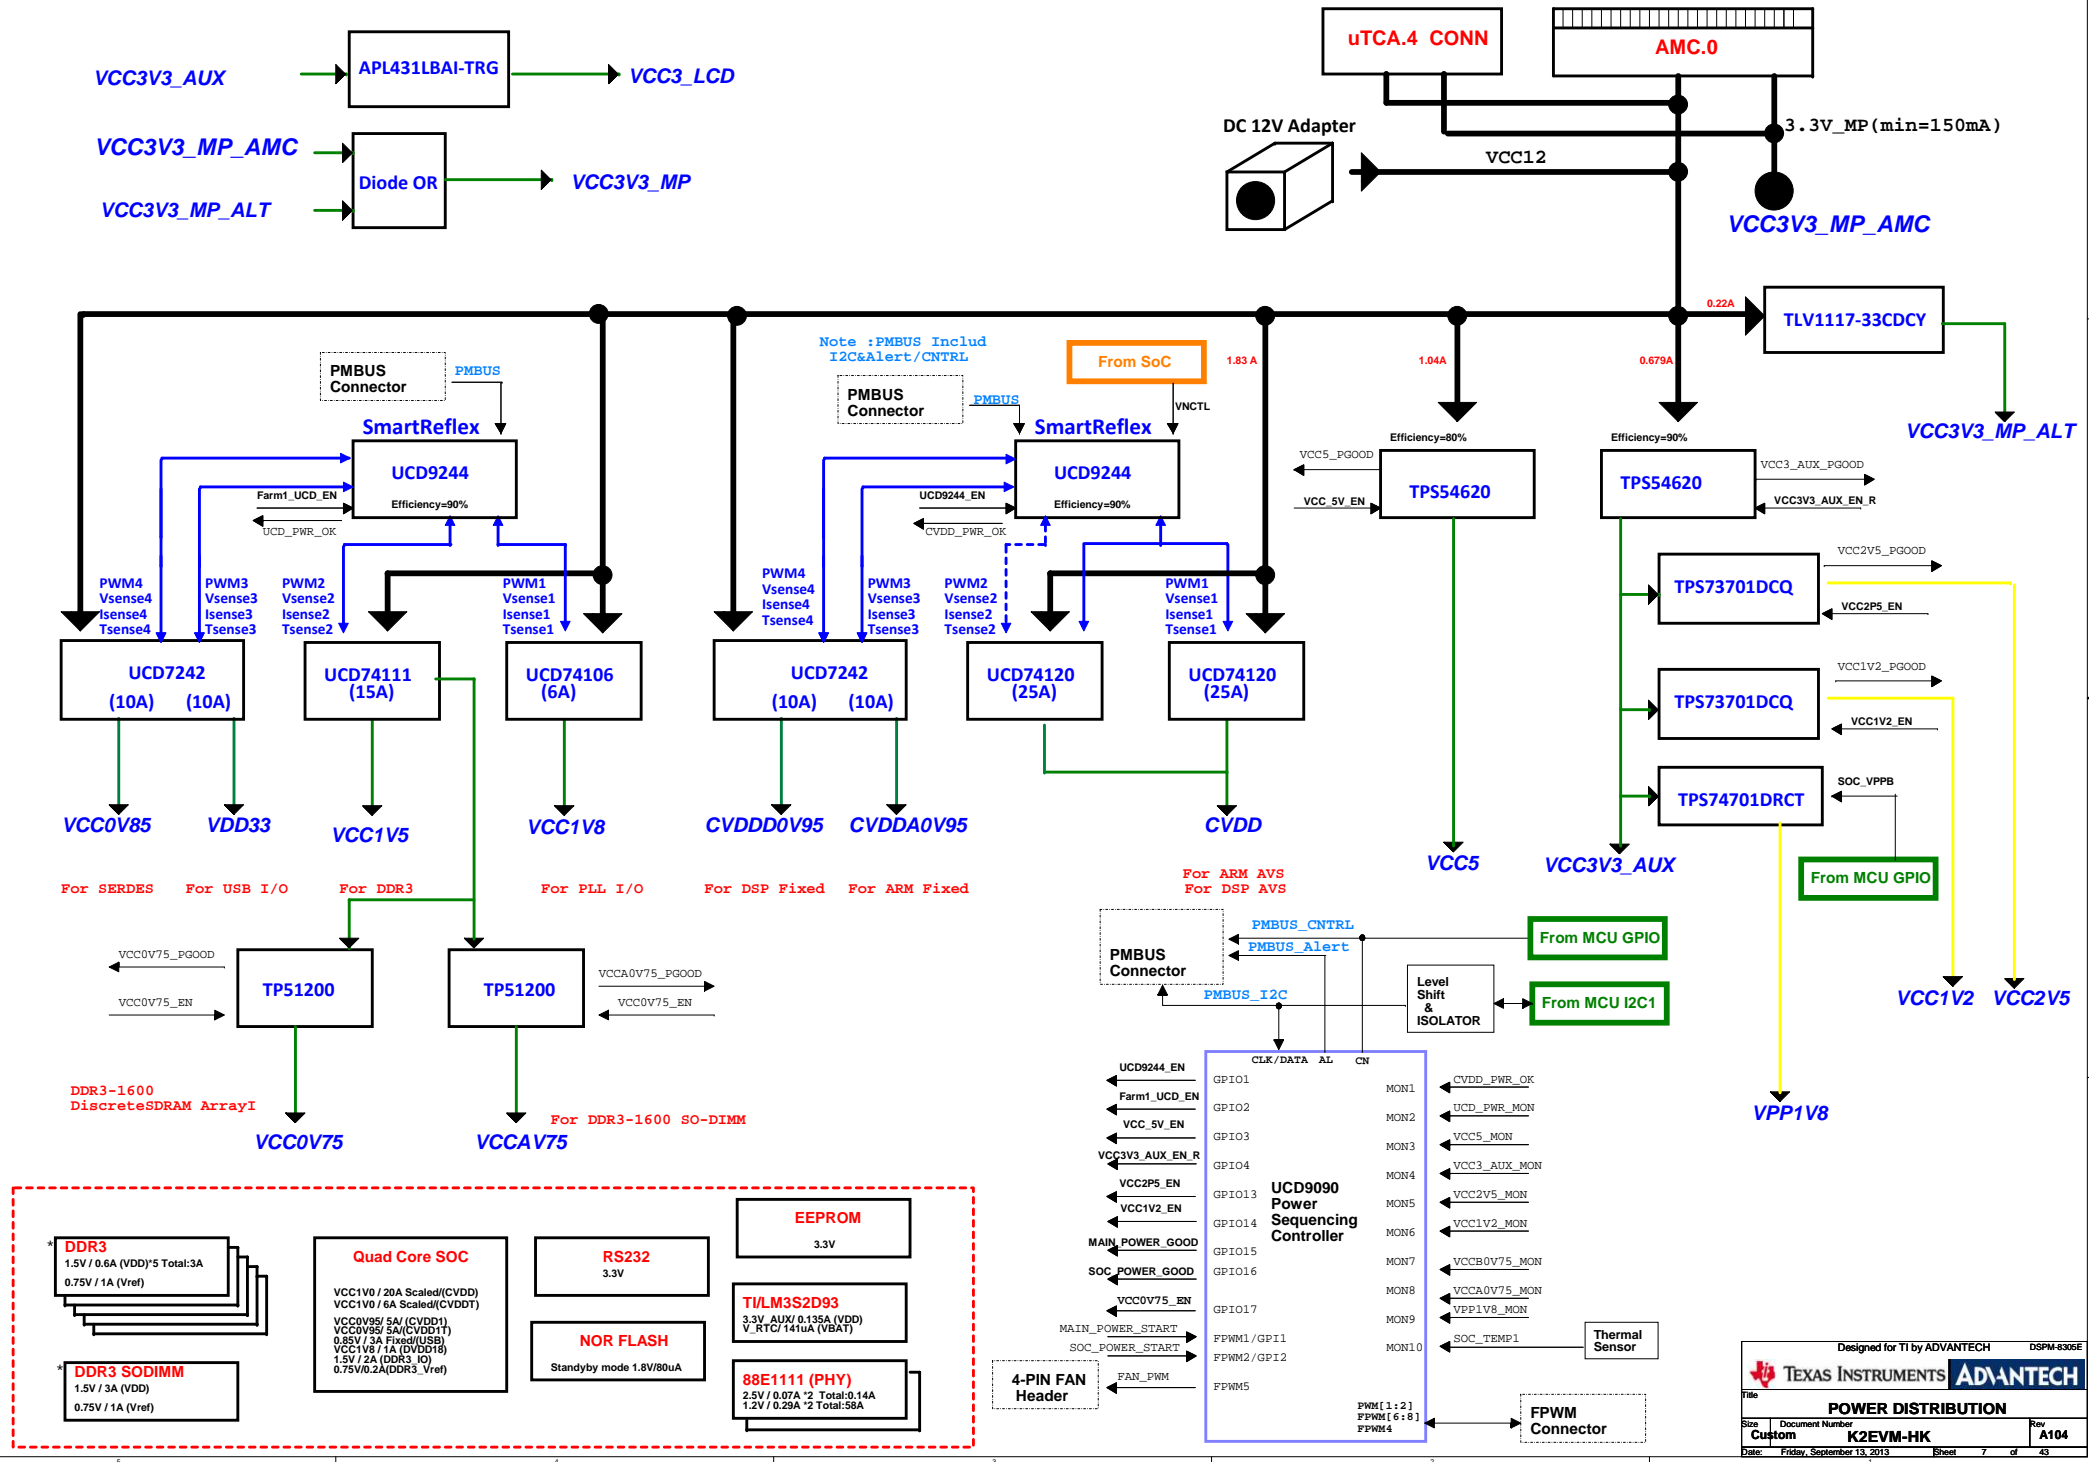 uTCA.4 CONN
AMC.0
VCC3V3_AUX
APL431LBAI-TRG
VCC3_LCD
DC 12V Adapter
3.3V_MP(min=150mA)
VCC12
VCC3V3_MP_AMC
Diode OR
VCC3V3_MP
VCC3V3_MP_ALT
VCC3V3_MP_AMC
0.22A
TLV1117-33CDCY
VCC3V3_MP_ALT
Note :PMBUS Includ
I2C&Alert/CNTRL
From SoC
1.83 A
1.04A
0.679A
PMBUS
Connector
PMBUS
PMBUS
Connector
PMBUS
VNCTL
SmartReflex
UCD9244
Efficiency=90%
Farm1_UCD_EN
UCD_PWR_OK
SmartReflex
UCD9244
Efficiency=90%
UCD9244_EN
CVDD_PWR_OK
Efficiency=80%
VCC5_PGOOD
VCC_5V_EN
TPS54620
Efficiency=90%
TPS54620
VCC3_AUX_PGOOD
VCC3V3_AUX_EN_R
PWM4
Vsense4
Isense4
Tsense4
PWM3
Vsense3
Isense3
Tsense3
PWM2
Vsense2
Isense2
Tsense2
PWM1
Vsense1
Isense1
Tsense1
PWM4
Vsense4
Isense4
Tsense4
PWM3
Vsense3
Isense3
Tsense3
PWM2
Vsense2
Isense2
Tsense2
PWM1
Vsense1
Isense1
Tsense1
TPS73701DCQ
VCC2V5_PGOOD
VCC2P5_EN
UCD7242
(10A) (10A)
UCD74111
(15A)
UCD74106
(6A)
UCD7242
(10A) (10A)
UCD74120
(25A)
UCD74120
(25A)
TPS73701DCQ
VCC1V2_PGOOD
VCC1V2_EN
TPS74701DRCT
SOC_VPPB
VCC0V85
VDD33
VCC1V5
VCC1V8
CVDDD0V95
CVDDA0V95
CVDD
VCC5
VCC3V3_AUX
From MCU GPIO
For SERDES
For USB I/O
For DDR3
For PLL I/O
For DSP Fixed
For ARM Fixed
For ARM AVS
For DSP AVS
VCC0V75_PGOOD
VCC0V75_EN
TP51200
TP51200
VCCA0V75_PGOOD
VCC0V75_EN
PMBUS
Connector
PMBUS_CNTRL
PMBUS_Alert
PMBUS_I2C
From MCU GPIO
Level
Shift
&
ISOLATOR
From MCU I2C1
VCC1V2
VCC2V5
VPP1V8
DDR3-1600
DiscreteSDRAM ArrayI
VCC0V75
For DDR3-1600 SO-DIMM
VCCAV75
CLK/DATA AL CN
UCD9244_EN
GPIO1
Farm1_UCD_EN
GPIO2
VCC_5V_EN
GPIO3
VCC3V3_AUX_EN_R
GPIO4
VCC2P5_EN
GPIO13
VCC1V2_EN
GPIO14
MAIN_POWER_GOOD
GPIO15
SOC_POWER_GOOD
GPIO16
VCC0V75_EN
GPIO17
MAIN_POWER_START
FPWM1/GPI1
SOC_POWER_START
FPWM2/GPI2
FAN_PWM
FPWM5
4-PIN FAN
Header
UCD9090
Power
Sequencing
Controller
MON1
CVDD_PWR_OK
MON2
UCD_PWR_MON
MON3
VCC5_MON
MON4
VCC3_AUX_MON
MON5
VCC2V5_MON
MON6
VCC1V2_MON
MON7
VCCB0V75_MON
MON8
VCCA0V75_MON
MON9
VPP1V8_MON
MON10
SOC_TEMP1
Thermal
Sensor
PWM[1:2]
FPWM[6:8]
FPWM4
FPWM
Connector
* DDR3
1.5V / 0.6A (VDD)*5 Total:3A
0.75V / 1A (Vref)
* DDR3 SODIMM
1.5V / 3A (VDD)
0.75V / 1A (Vref)
Quad Core SOC
VCC1V0 / 20A Scaled/(CVDD)
VCC1V0 / 6A Scaled/(CVDDT)
VCC0V95/ 5A/ (CVDD1)
VCC0V95/ 5A/(CVDD1T)
0.85V / 3A Fixed/(USB)
VCC1V8 / 1A (DVDD18)
1.5V / 2A (DDR3_IO)
0.75V/0.2A(DDR3_Vref)
RS232
3.3V
NOR FLASH
Standyby mode 1.8V/80uA
EEPROM
3.3V
TI/LM3S2D93
3.3V_AUX/ 0.135A (VDD)
V_RTC/ 141uA (VBAT)
88E1111 (PHY)
2.5V / 0.07A *2 Total:0.14A
1.2V / 0.29A *2 Total:58A
Designed for TI by ADVANTECH DSPM-8305E
TEXAS INSTRUMENTS ADVANTECH
Title
POWER DISTRIBUTION
Size Document Number Rev
Custom K2EVM-HK A104
Date: Friday, September 13, 2013 Sheet 7 of 43